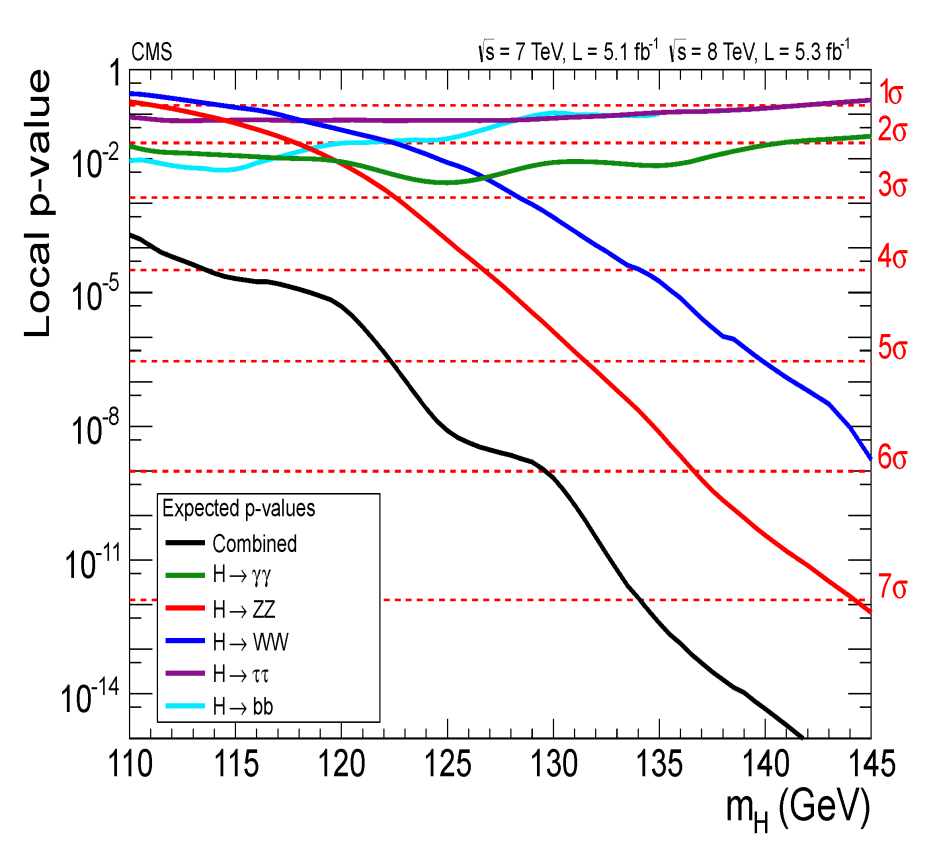 CMS
√s = 7 TeV, L = 5.1 fb⁻¹ √s = 8 TeV, L = 5.3 fb⁻¹
Local p-value
1
10⁻²
10⁻⁵
10⁻⁸
10⁻¹¹
10⁻¹⁴
1σ
2σ
3σ
4σ
5σ
6σ
7σ
Expected p-values
Combined
H→γγ
H→ZZ
H→WW
H→ττ
H→bb
110 115 120 125 130 135 140 145
m_H (GeV)